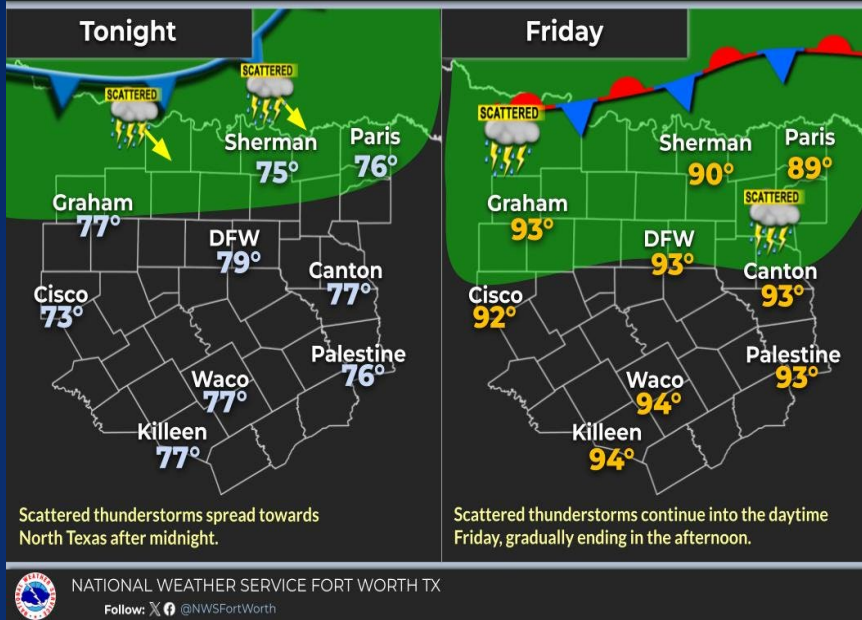 Tonight
SCATTERED
SCATTERED
Sherman
75°
Paris
76°
Graham
77°
DFW
79°
Canton
77°
Cisco
73°
Palestine
76°
Waco
77°
Killeen
77°
Scattered thunderstorms spread towards
North Texas after midnight.
Friday
SCATTERED
Sherman
90°
Paris
89°
SCATTERED
Graham
93°
DFW
93°
Canton
93°
Cisco
92°
Palestine
93°
Waco
94°
Killeen
94°
Scattered thunderstorms continue into the daytime
Friday, gradually ending in the afternoon.
NATIONAL WEATHER SERVICE FORT WORTH TX
Follow: @NWSFortWorth